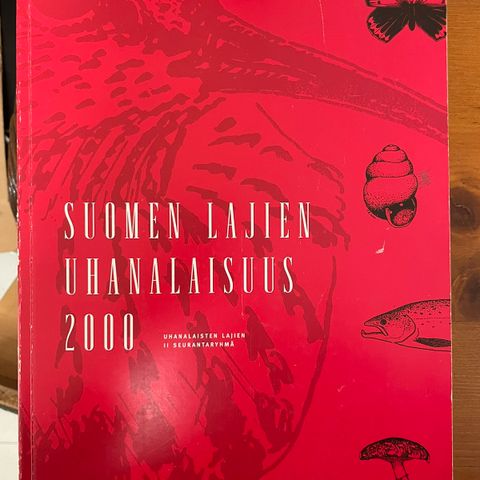 SUOMEN LAJIEN
UHANALAISUUS
2000
UHANALAISTEN LAJIEN
II SEURANTARYHMÄ